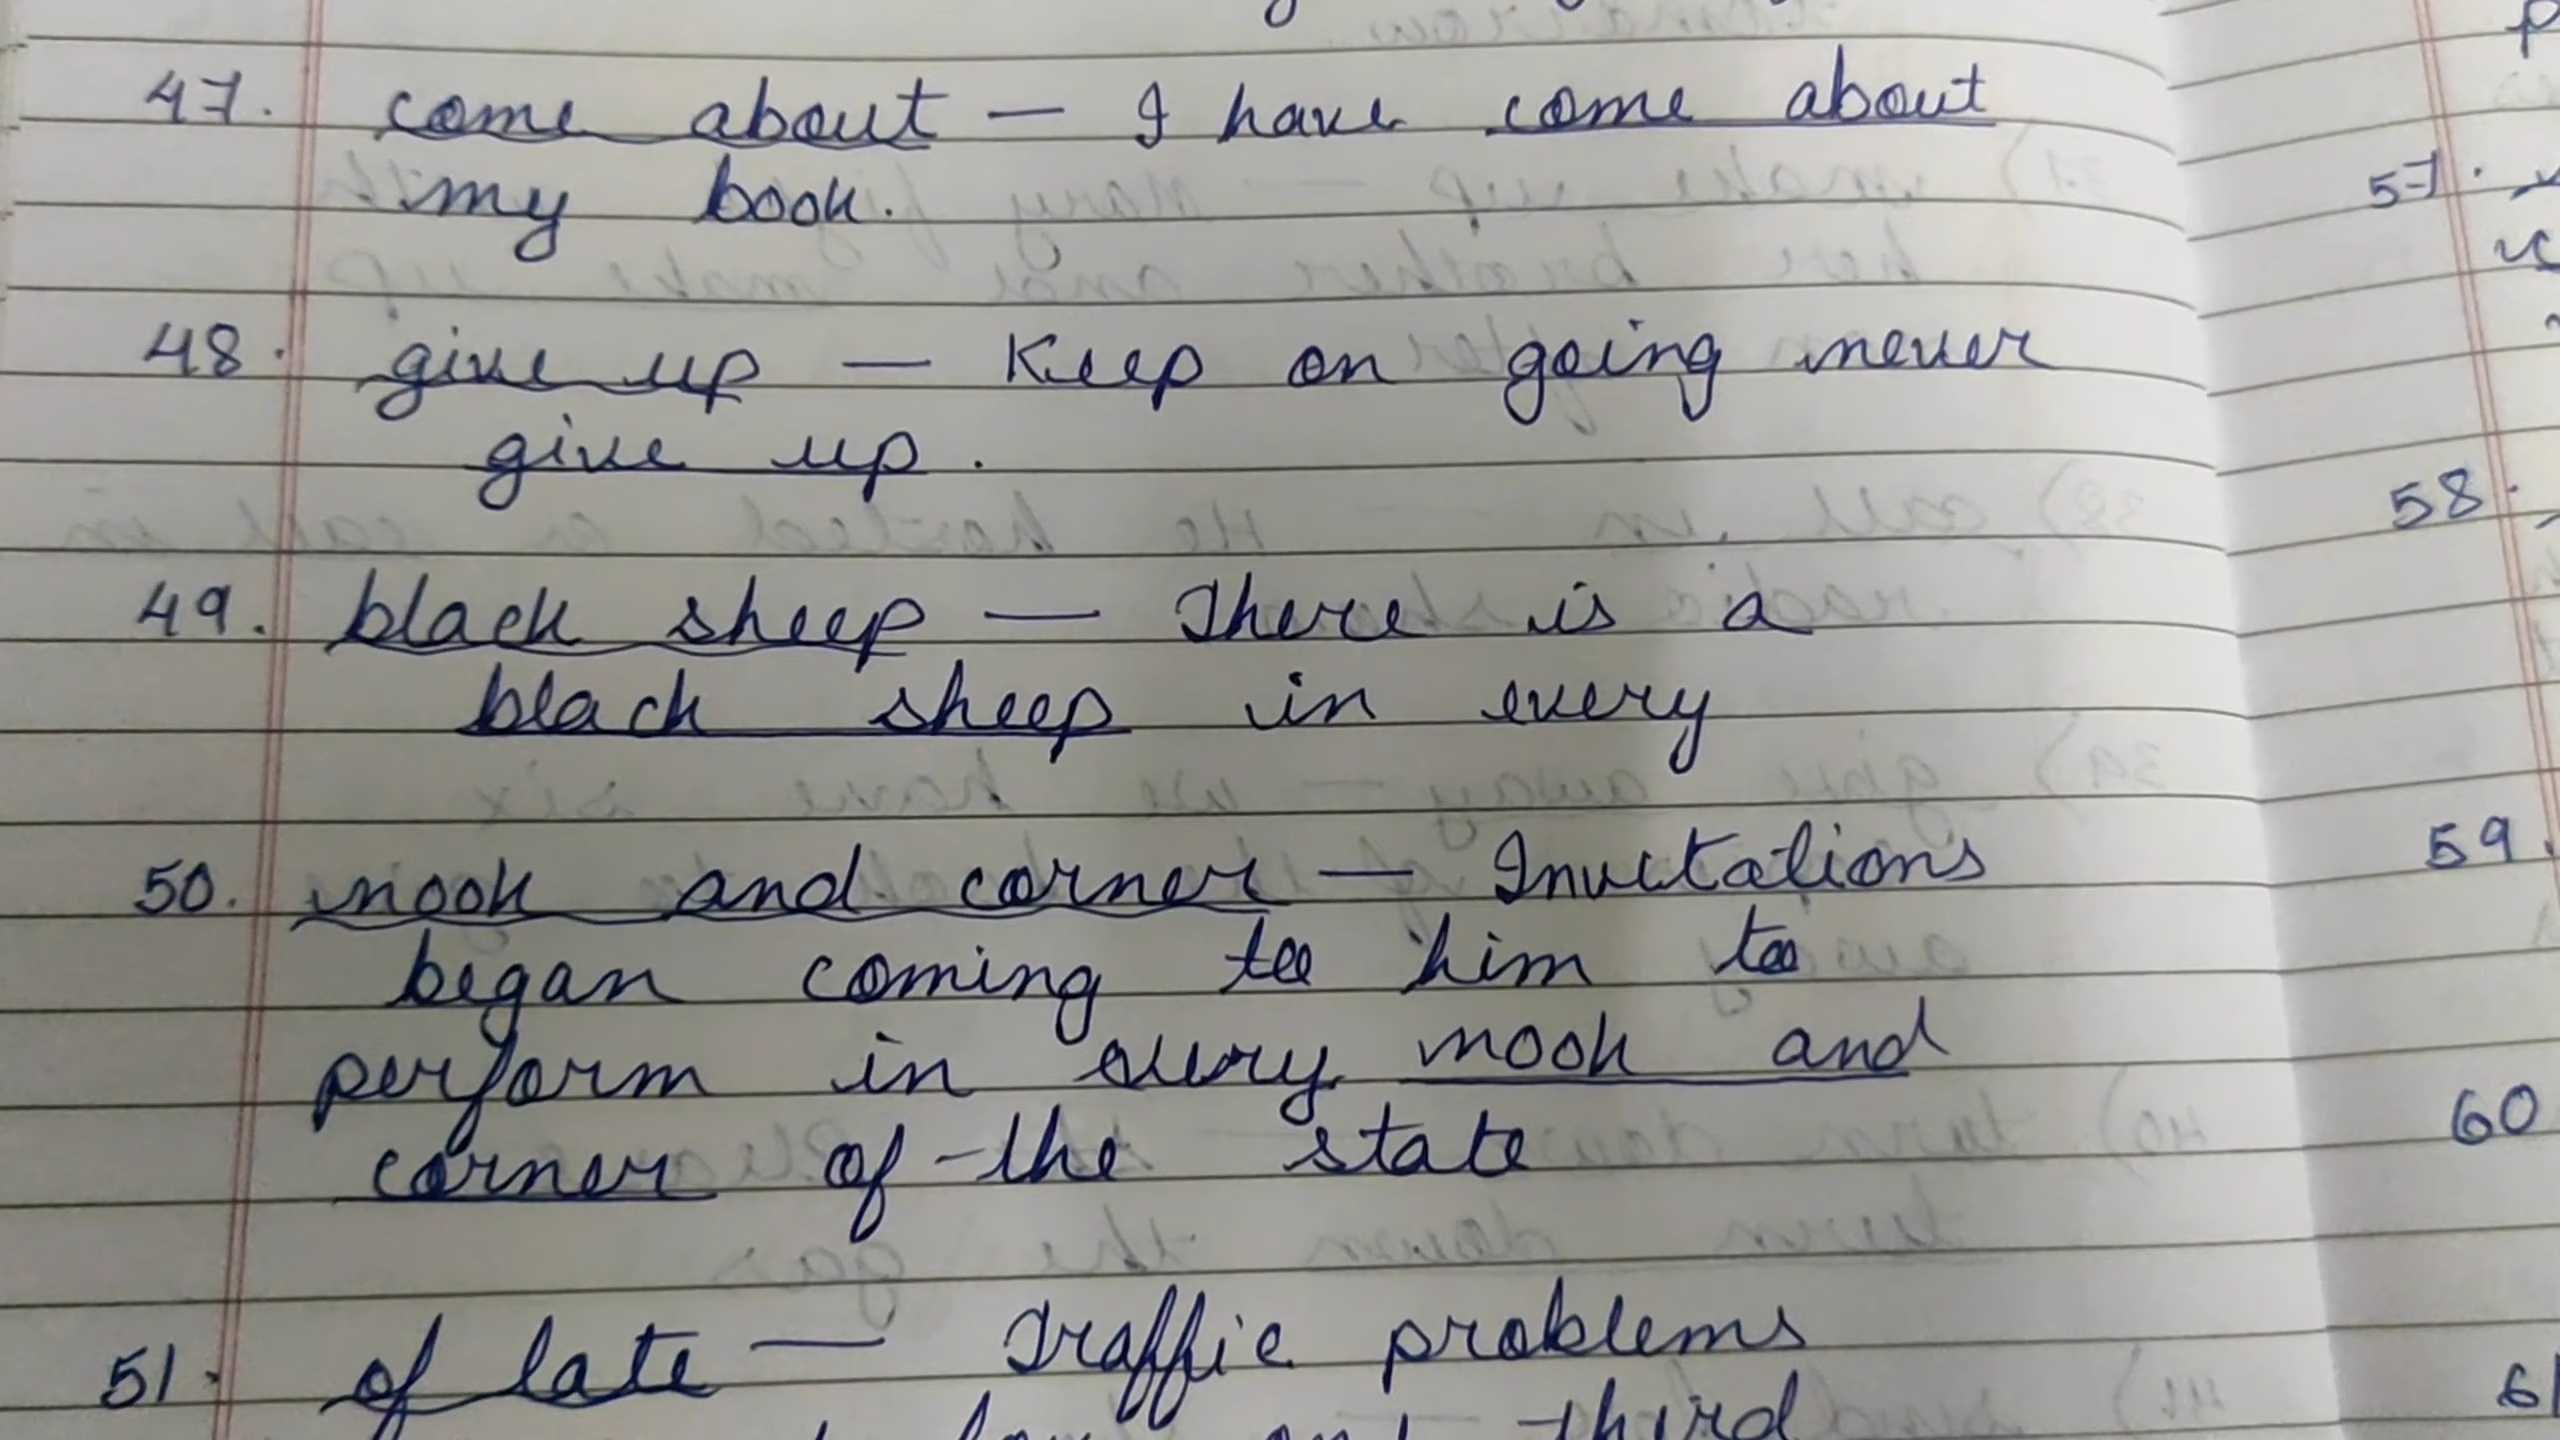 47. come about — I have come about
my book.
48. give up — Keep on going never
give up.
49. black sheep — There is a
black sheep in every
50. nook and corner — Invitations
began coming to him to
perform in every nook and
corner of the state
51. of late — Traffic problems
third
57.
58.
59.
60
61